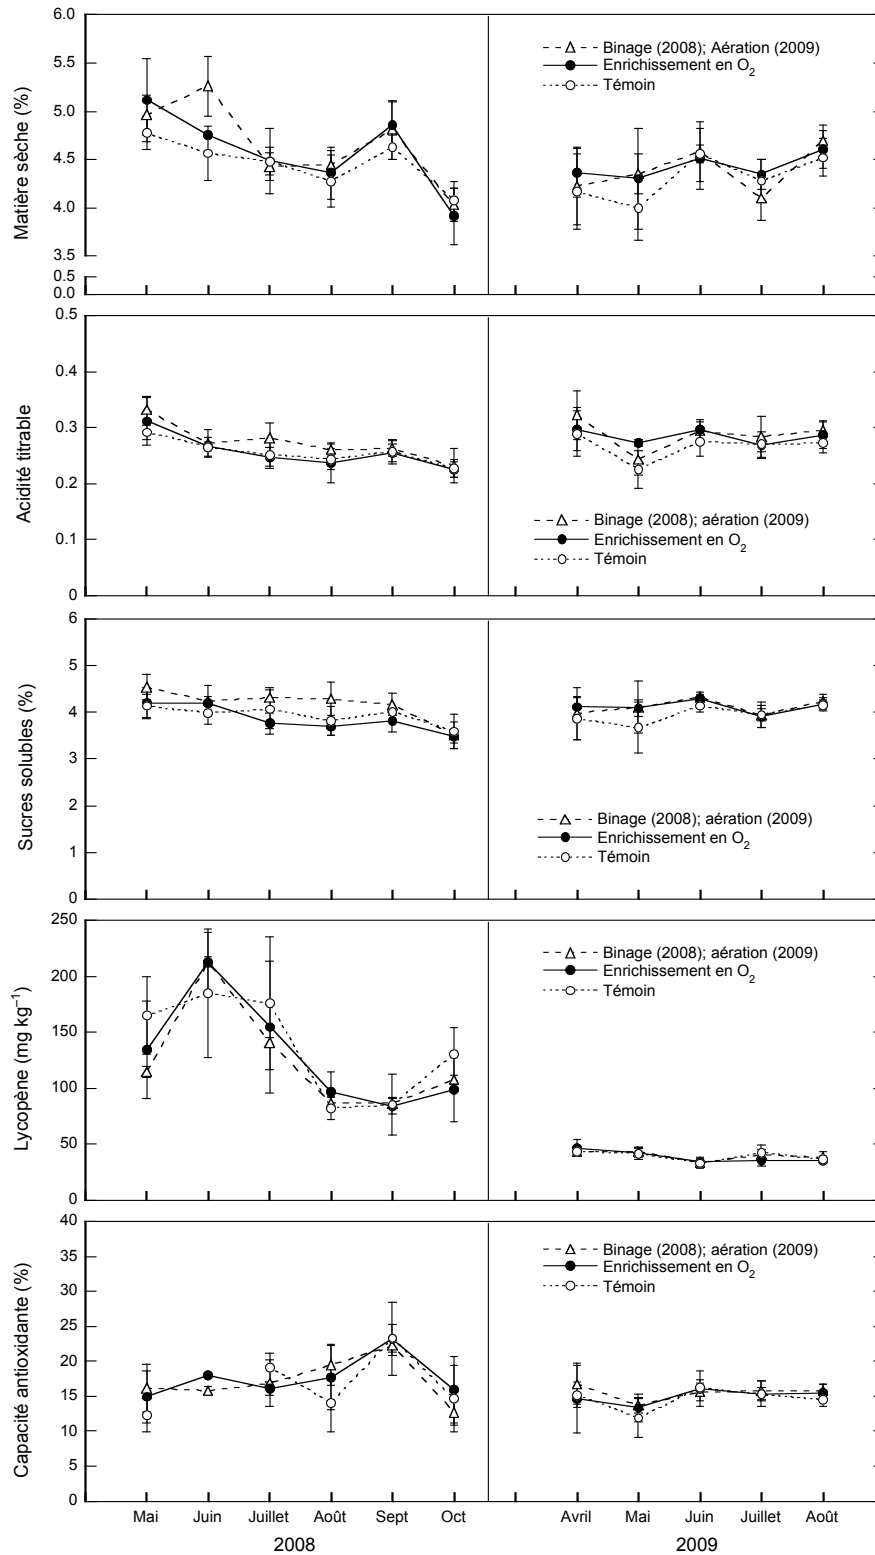 Matière sèche (%)
6.0
5.5
5.0
4.5
4.0
3.5
0.5
0.0
Binage (2008); Aération (2009)
Enrichissement en O2
Témoin
Acidité titrable
0.5
0.4
0.3
0.2
0.1
0
Binage (2008); aération (2009)
Enrichissement en O2
Témoin
Sucres solubles (%)
6
5
4
3
2
1
0
Binage (2008); aération (2009)
Enrichissement en O2
Témoin
Lycopène (mg kg–1)
250
200
150
100
50
0
Binage (2008); aération (2009)
Enrichissement en O2
Témoin
Capacité antioxidante (%)
40
35
30
25
20
15
10
5
0
Binage (2008); aération (2009)
Enrichissement en O2
Témoin
Mai Juin Juillet Août Sept Oct Avril Mai Juin Juillet Août
2008 2009